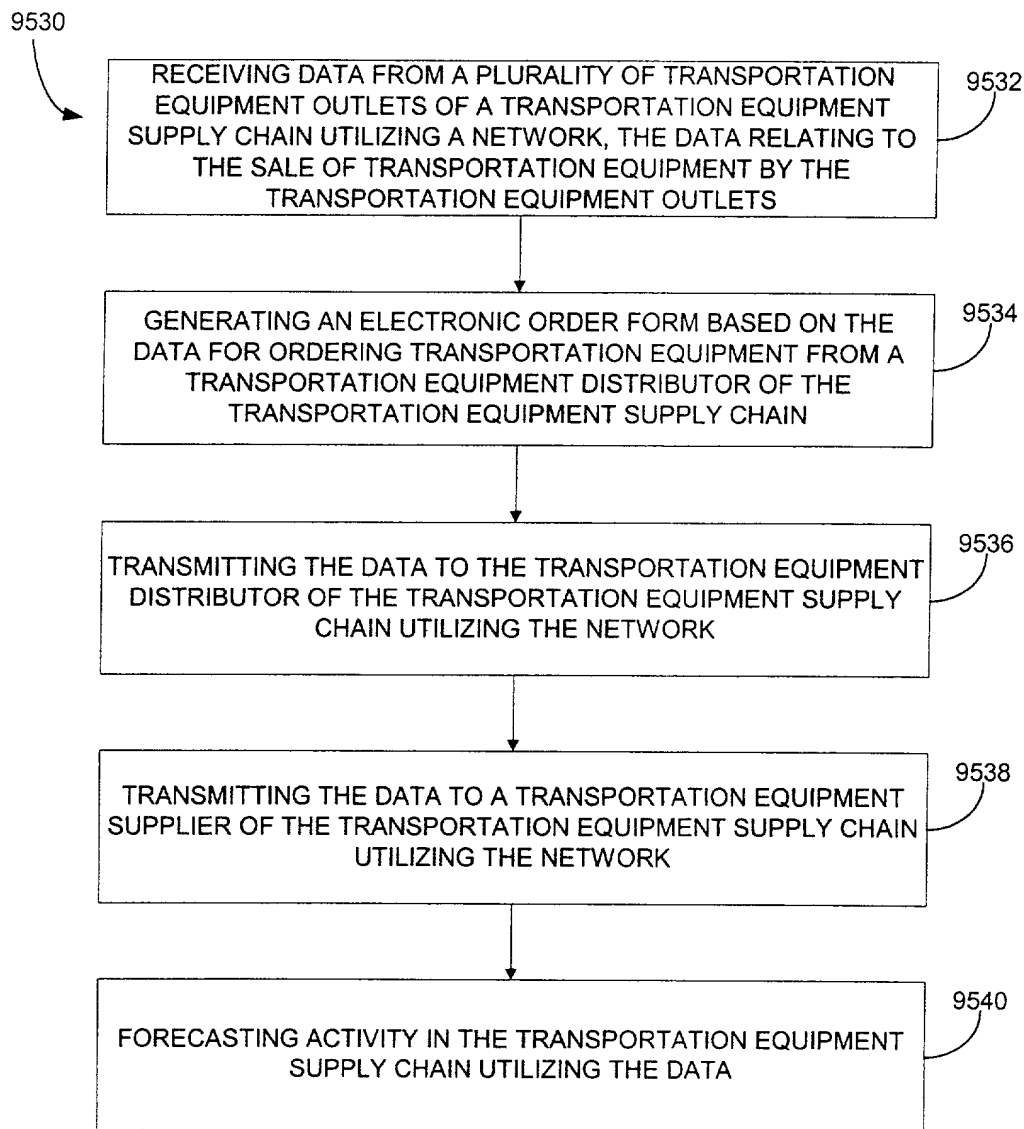 9530
RECEIVING DATA FROM A PLURALITY OF TRANSPORTATION
EQUIPMENT OUTLETS OF A TRANSPORTATION EQUIPMENT
SUPPLY CHAIN UTILIZING A NETWORK, THE DATA RELATING TO
THE SALE OF TRANSPORTATION EQUIPMENT BY THE
TRANSPORTATION EQUIPMENT OUTLETS
9532
GENERATING AN ELECTRONIC ORDER FORM BASED ON THE
DATA FOR ORDERING TRANSPORTATION EQUIPMENT FROM A
TRANSPORTATION EQUIPMENT DISTRIBUTOR OF THE
TRANSPORTATION EQUIPMENT SUPPLY CHAIN
9534
TRANSMITTING THE DATA TO THE TRANSPORTATION EQUIPMENT
DISTRIBUTOR OF THE TRANSPORTATION EQUIPMENT SUPPLY
CHAIN UTILIZING THE NETWORK
9536
TRANSMITTING THE DATA TO A TRANSPORTATION EQUIPMENT
SUPPLIER OF THE TRANSPORTATION EQUIPMENT SUPPLY CHAIN
UTILIZING THE NETWORK
9538
FORECASTING ACTIVITY IN THE TRANSPORTATION EQUIPMENT
SUPPLY CHAIN UTILIZING THE DATA
9540